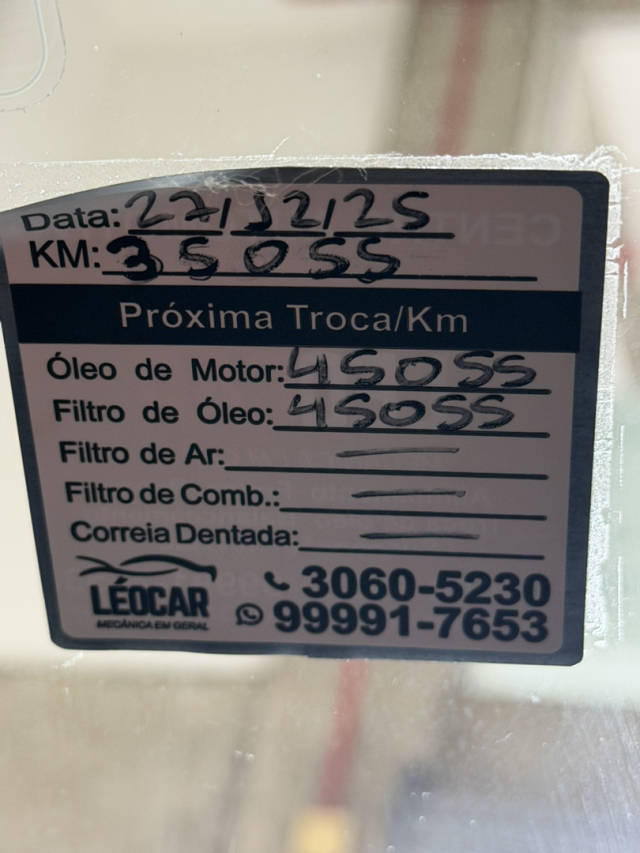 Data: 27/12/25
KM: 35055
Próxima Troca/Km
Óleo de Motor: 45055
Filtro de Óleo: 45055
Filtro de Ar: —
Filtro de Comb.: —
Correia Dentada: —
LÉOCAR
MECÂNICA EM GERAL
3060-5230
99991-7653